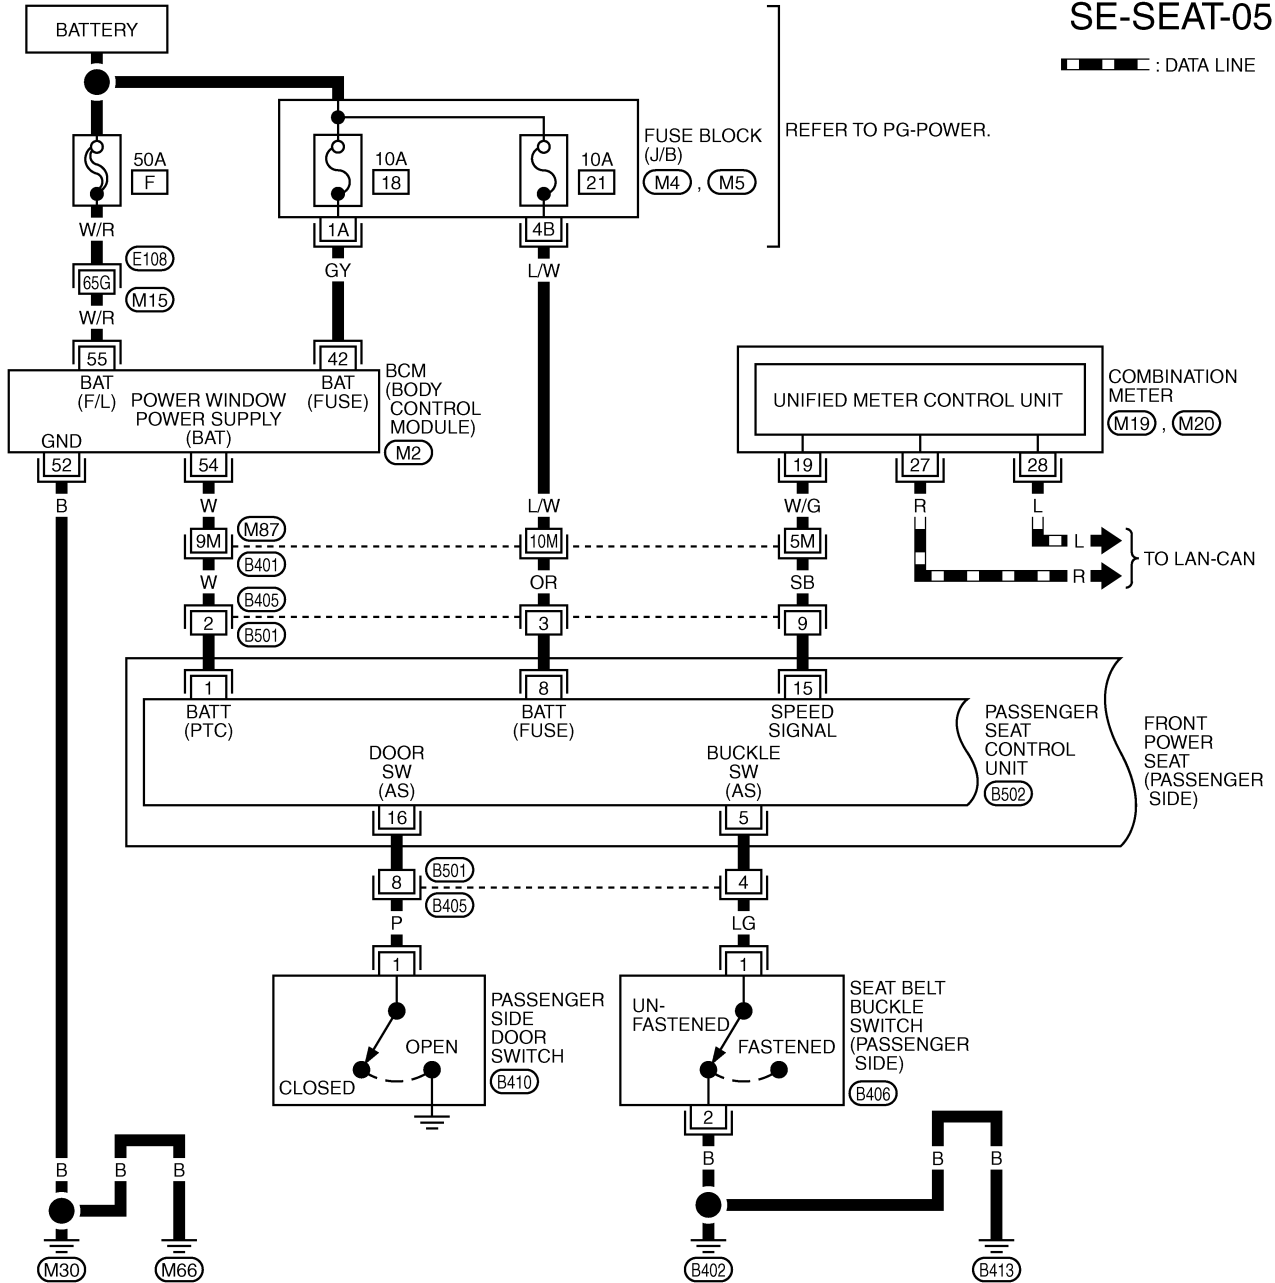 SE-SEAT-05
: DATA LINE
BATTERY
REFER TO PG-POWER.
50A
F
10A
18
10A
21
FUSE BLOCK
(J/B)
M4 , M5
1A
4B
W/R
GY
L/W
E108
65G
M15
W/R
55
42
BAT
(F/L)
POWER WINDOW
POWER SUPPLY
(BAT)
BAT
(FUSE)
BCM
(BODY
CONTROL
MODULE)
M2
GND
52
54
UNIFIED METER CONTROL UNIT
COMBINATION
METER
M19 , M20
19
27
28
B
W
L/W
W/G
R
L
M87
9M
10M
5M
B401
L
R
TO LAN-CAN
W
OR
SB
B405
2
3
9
B501
1
8
15
BATT
(PTC)
BATT
(FUSE)
SPEED
SIGNAL
DOOR
SW
(AS)
BUCKLE
SW
(AS)
PASSENGER
SEAT
CONTROL
UNIT
B502
FRONT
POWER
SEAT
(PASSENGER
SIDE)
16
5
B501
8
4
B405
P
LG
1
1
PASSENGER
SIDE
DOOR
SWITCH
B410
OPEN
CLOSED
UN-
FASTENED
FASTENED
SEAT BELT
BUCKLE
SWITCH
(PASSENGER
SIDE)
B406
2
B
B
B
B
B
B
M30
M66
B402
B413